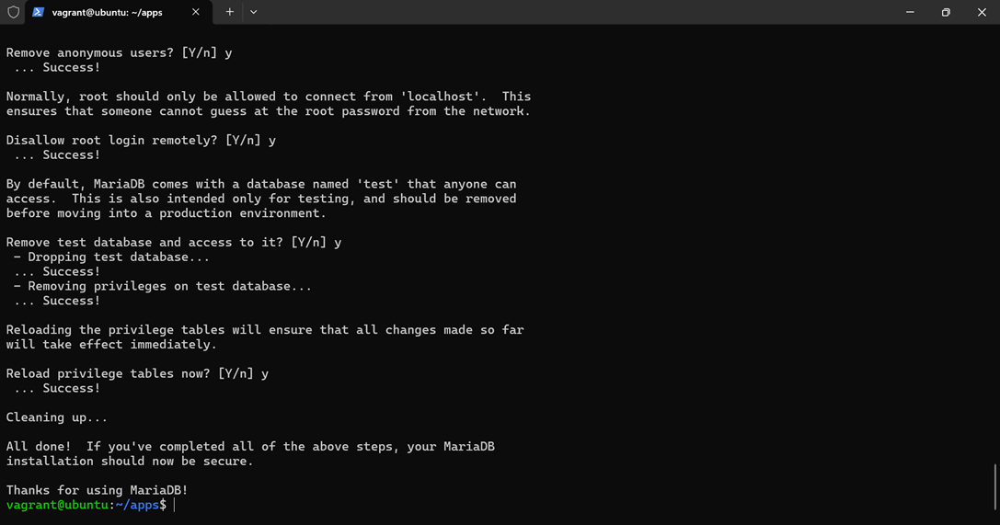 vagrant@ubuntu: ~/apps
Remove anonymous users? [Y/n] y
 ... Success!
Normally, root should only be allowed to connect from 'localhost'.  This
ensures that someone cannot guess at the root password from the network.
Disallow root login remotely? [Y/n] y
 ... Success!
By default, MariaDB comes with a database named 'test' that anyone can
access.  This is also intended only for testing, and should be removed
before moving into a production environment.
Remove test database and access to it? [Y/n] y
 - Dropping test database...
 ... Success!
 - Removing privileges on test database...
 ... Success!
Reloading the privilege tables will ensure that all changes made so far
will take effect immediately.
Reload privilege tables now? [Y/n] y
 ... Success!
Cleaning up...
All done!  If you've completed all of the above steps, your MariaDB
installation should now be secure.
Thanks for using MariaDB!
vagrant@ubuntu:~/apps$